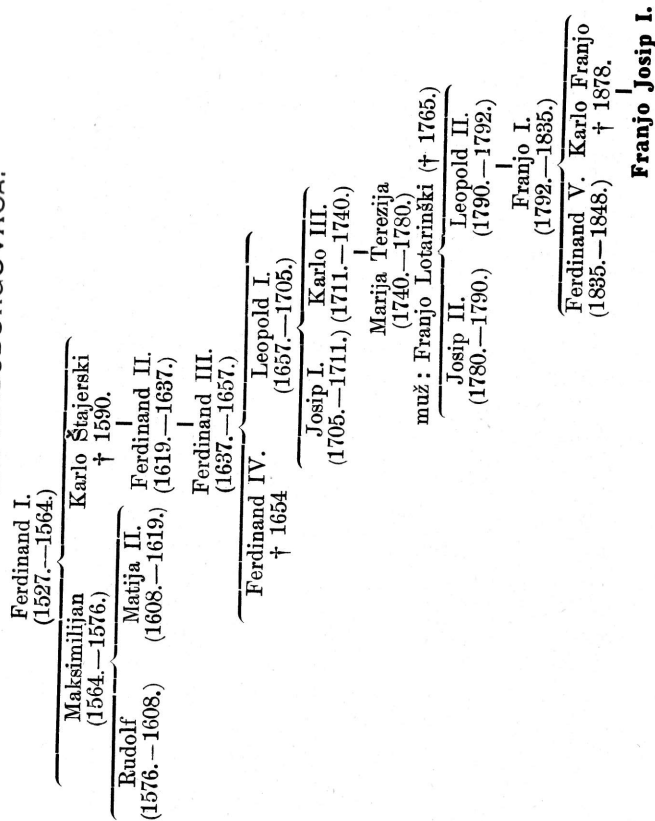 Ferdinand I.
(1527.—1564.)
Maksimilijan
(1564.—1576.)
Karlo Štajerski
† 1590.
Rudolf
(1576.—1608.)
Matija II.
(1608.—1619.)
Ferdinand II.
(1619.—1637.)
Ferdinand III.
(1637.—1657.)
Ferdinand IV.
† 1654
Leopold I.
(1657.—1705.)
Josip I.
(1705.—1711.)
Karlo III.
(1711.—1740.)
Marija Terezija
(1740.—1780.)
muž: Franjo Lotarinški († 1765.)
Josip II.
(1780.—1790.)
Leopold II.
(1790.—1792.)
Franjo I.
(1792.—1835.)
Ferdinand V.
(1835.—1848.)
Karlo Franjo
† 1878.
Franjo Josip I.